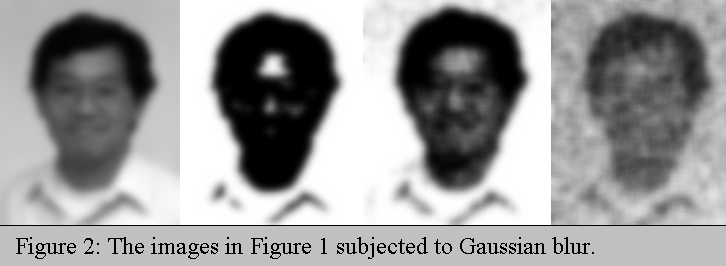 Figure 2: The images in Figure 1 subjected to Gaussian blur.